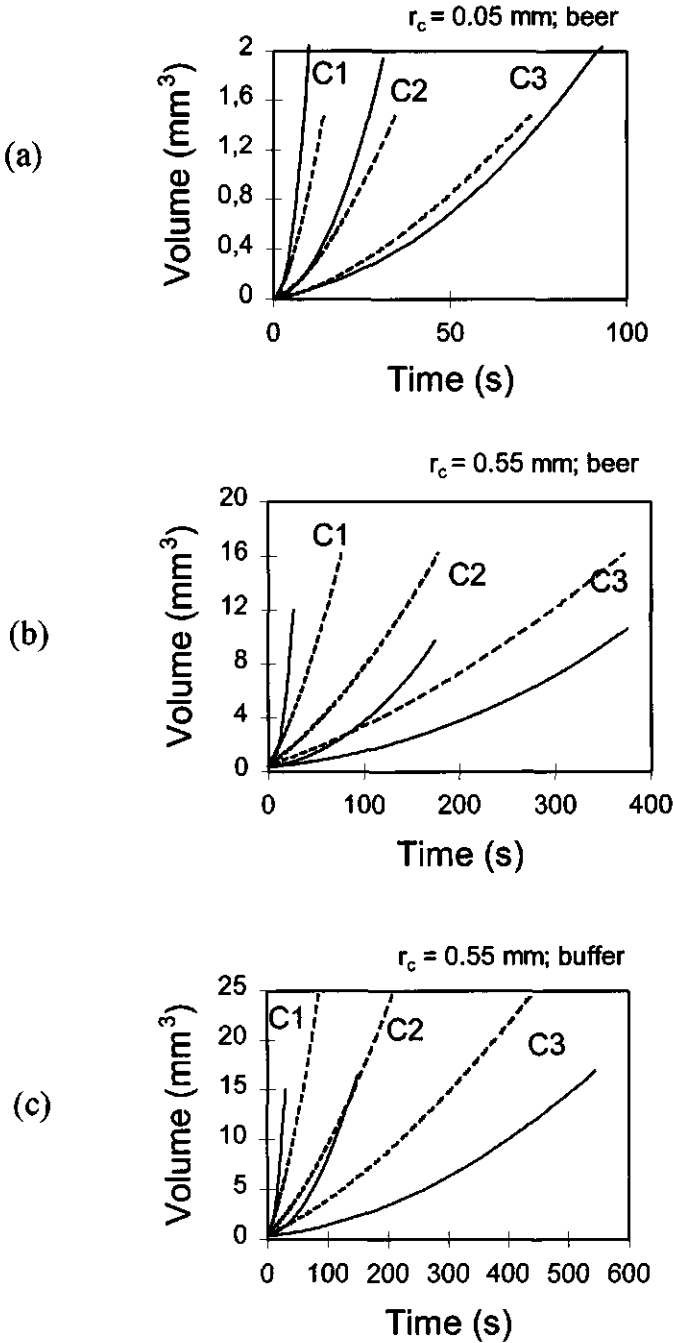 r_c = 0.05 mm; beer
(a)
Volume (mm³)
2
1,6
1,2
0,8
0,4
0
C1
C2
C3
0 50 100
Time (s)
r_c = 0.55 mm; beer
(b)
Volume (mm³)
20
16
12
8
4
0
C1
C2
C3
0 100 200 300 400
Time (s)
r_c = 0.55 mm; buffer
(c)
Volume (mm³)
25
20
15
10
5
0
C1
C2
C3
0 100 200 300 400 500 600
Time (s)